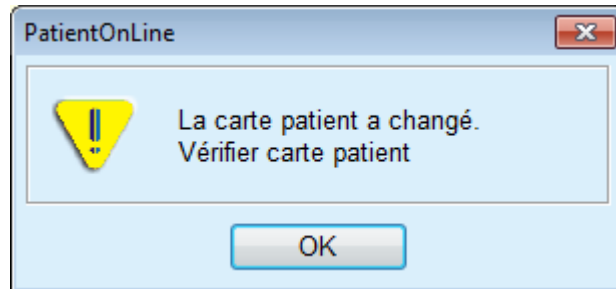 PatientOnLine
La carte patient a changé.
Vérifier carte patient
OK